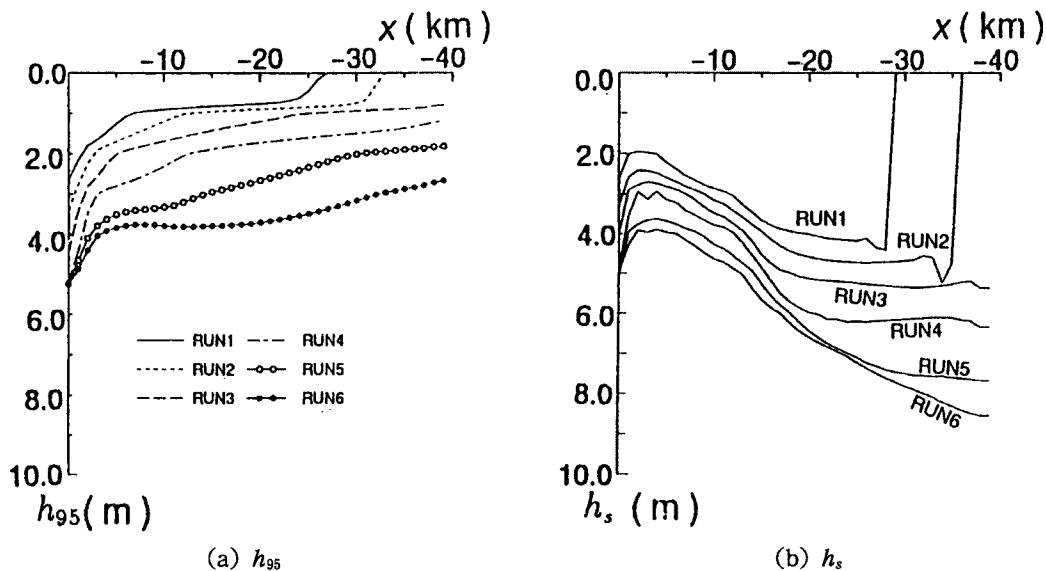 x (km)
-10 -20 -30 -40
0.0
2.0
4.0
6.0
8.0
10.0
h95 (m)
RUN1
RUN2
RUN3
RUN4
RUN5
RUN6
(a) h95
x (km)
-10 -20 -30 -40
0.0
2.0
4.0
6.0
8.0
10.0
hs (m)
RUN1
RUN2
RUN3
RUN4
RUN5
RUN6
(b) hs